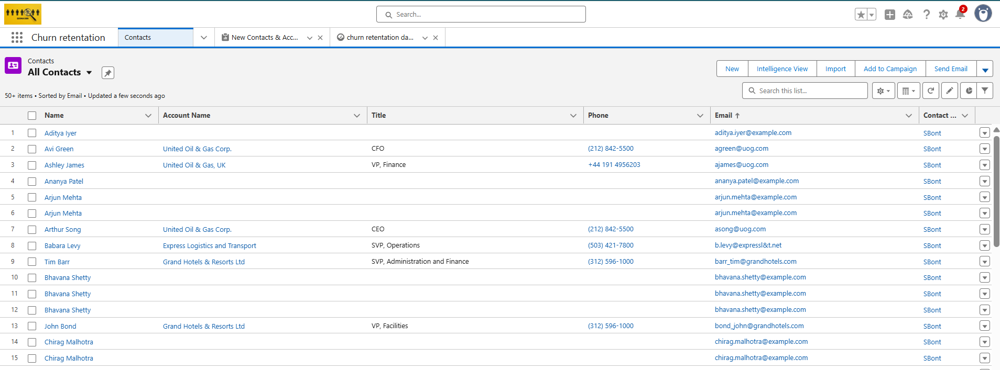 Search...
2
Churn retentation
Contacts
New Contacts & Acc...
churn retentation da...
Contacts
All Contacts
New
Intelligence View
Import
Add to Campaign
Send Email
50+ items • Sorted by Email • Updated a few seconds ago
Search this list...
Name Account Name Title Phone Email Contact ...
1 Aditya Iyer aditya.iyer@example.com SBont
2 Avi Green United Oil & Gas Corp. CFO (212) 842-5500 agreen@uog.com SBont
3 Ashley James United Oil & Gas, UK VP, Finance +44 191 4956203 ajames@uog.com SBont
4 Ananya Patel ananya.patel@example.com SBont
5 Arjun Mehta arjun.mehta@example.com SBont
6 Arjun Mehta arjun.mehta@example.com SBont
7 Arthur Song United Oil & Gas Corp. CEO (212) 842-5500 asong@uog.com SBont
8 Babara Levy Express Logistics and Transport SVP, Operations (503) 421-7800 b.levy@expressl&t.net SBont
9 Tim Barr Grand Hotels & Resorts Ltd SVP, Administration and Finance (312) 596-1000 barr_tim@grandhotels.com SBont
10 Bhavana Shetty bhavana.shetty@example.com SBont
11 Bhavana Shetty bhavana.shetty@example.com SBont
12 Bhavana Shetty bhavana.shetty@example.com SBont
13 John Bond Grand Hotels & Resorts Ltd VP, Facilities (312) 596-1000 bond_john@grandhotels.com SBont
14 Chirag Malhotra chirag.malhotra@example.com SBont
15 Chirag Malhotra chirag.malhotra@example.com SBont